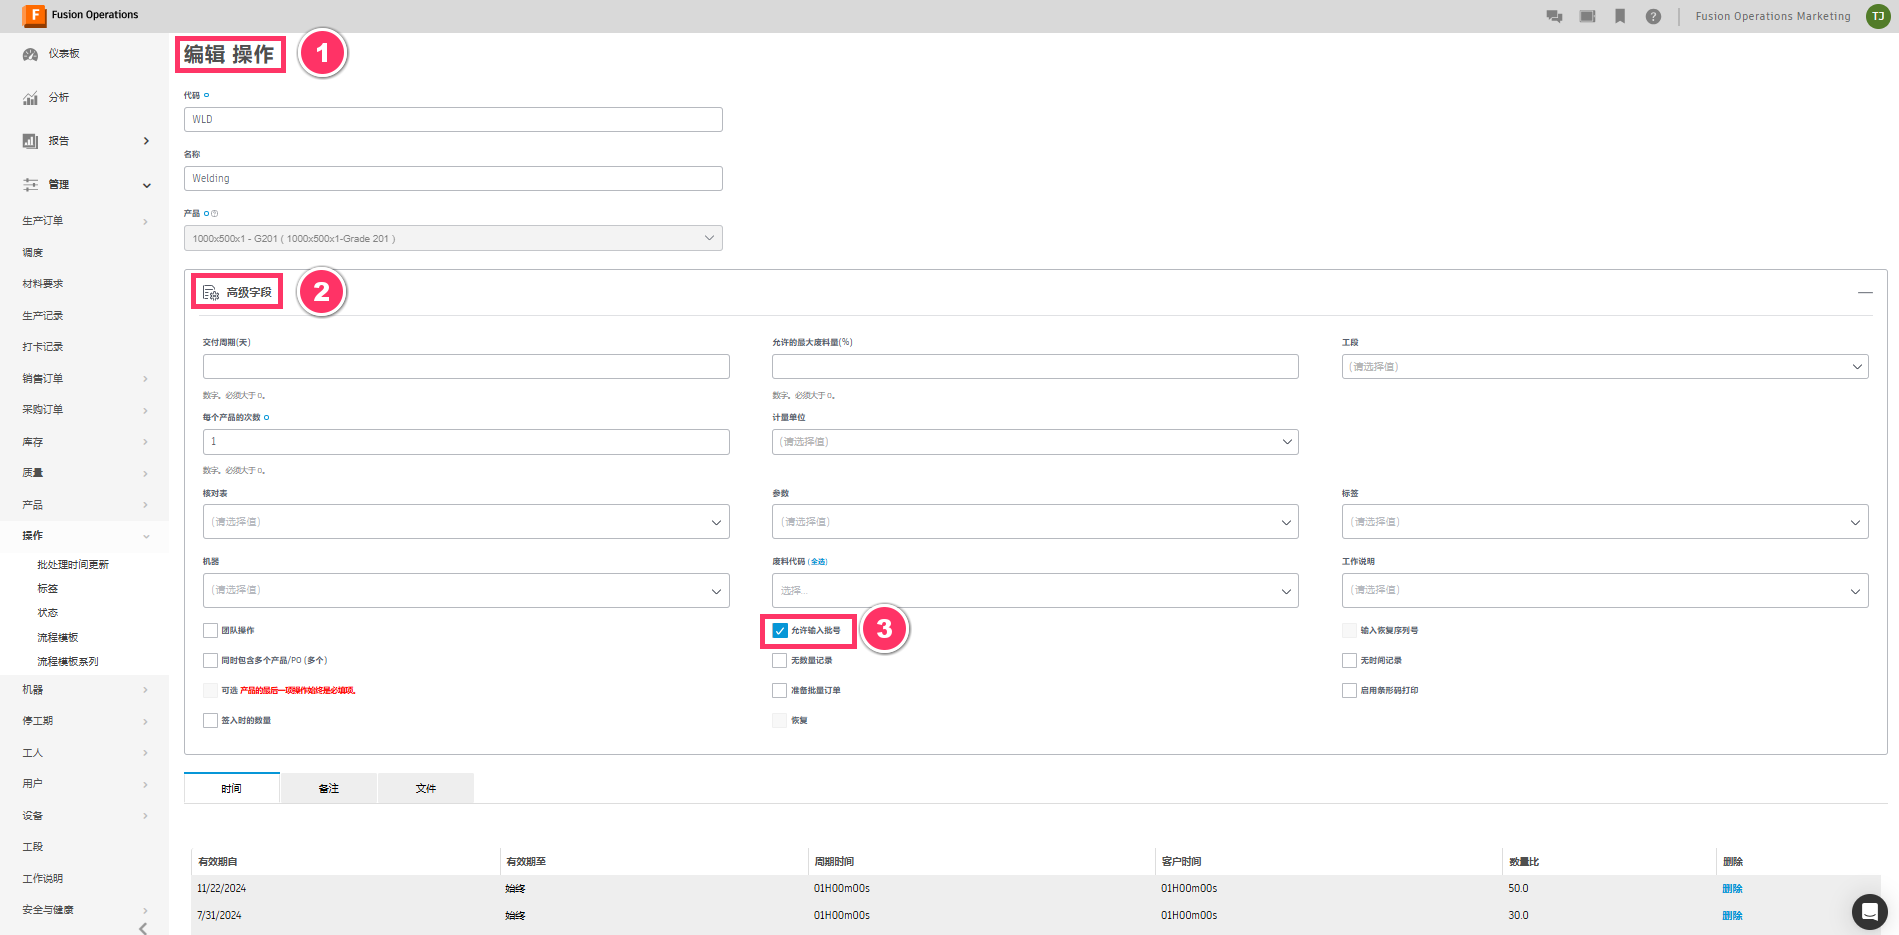 Fusion Operations
Fusion Operations Marketing
TJ
仪表板
分析
报告
管理
生产订单
调度
材料要求
生产记录
打卡记录
销售订单
采购订单
库存
质量
产品
操作
批处理时间更新
标签
状态
流程模板
流程模板系列
机器
停工期
工人
用户
设备
工段
工作说明
安全与健康
编辑 操作
1
代码
WLD
名称
Welding
产品
1000x500x1 - G201 ( 1000x500x1-Grade 201 )
高级字段
2
交付周期(天)
允许的最大废料量(%)
工段
(请选择值)
数字。必须大于 0。
数字。必须大于 0。
每个产品的次数
计量单位
1
(请选择值)
数字。必须大于 0。
核对表
参数
标签
(请选择值)
(请选择值)
(请选择值)
机器
废料代码 (全选)
工作说明
(请选择值)
选择...
(请选择值)
团队操作
允许输入批号
3
输入恢复序列号
同时包含多个产品/PO (多个)
无数量记录
无时间记录
可选 产品的最后一项操作始终是必填项。
准备批量订单
启用条形码打印
签入时的数量
恢复
时间
备注
文件
有效期自 有效期至 周期时间 客户时间 数量比 删除
11/22/2024 始终 01H00m00s 01H00m00s 50.0 删除
7/31/2024 始终 01H00m00s 01H00m00s 30.0 删除